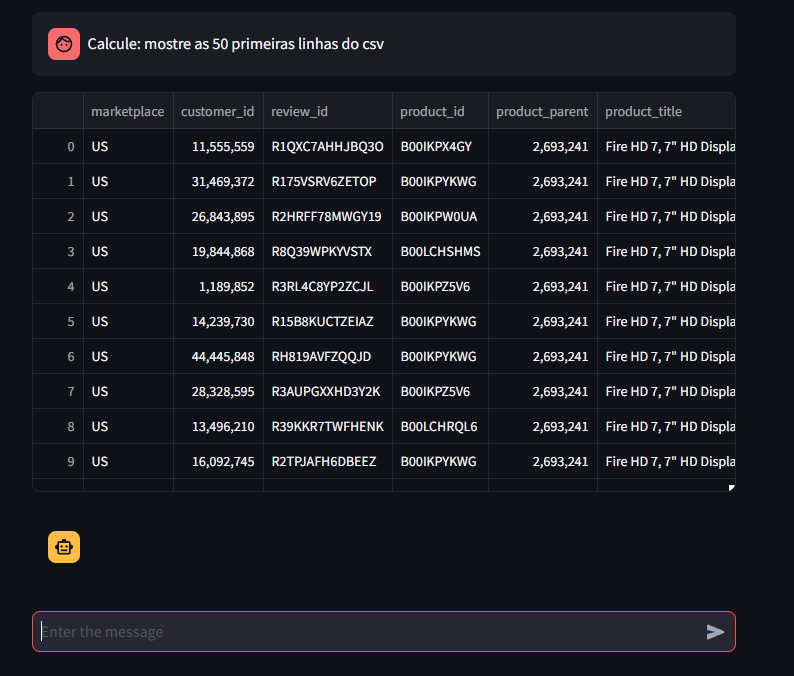 Calcule: mostre as 50 primeiras linhas do csv
marketplace customer_id review_id product_id product_parent product_title
0 US 11,555,559 R1QXC7AHHJBQ3O B00IKPX4GY 2,693,241 Fire HD 7, 7" HD Displa
1 US 31,469,372 R175VSRV6ZETOP B00IKPYKWG 2,693,241 Fire HD 7, 7" HD Displa
2 US 26,843,895 R2HRFF78MWGY19 B00IKPW0UA 2,693,241 Fire HD 7, 7" HD Displa
3 US 19,844,868 R8Q39WPKYVSTX B00LCHSHMS 2,693,241 Fire HD 7, 7" HD Displa
4 US 1,189,852 R3RL4C8YP2ZCJL B00IKPZ5V6 2,693,241 Fire HD 7, 7" HD Displa
5 US 14,239,730 R15B8KUCTZEIAZ B00IKPYKWG 2,693,241 Fire HD 7, 7" HD Displa
6 US 44,445,848 RH819AVFZQQJD B00IKPYKWG 2,693,241 Fire HD 7, 7" HD Displa
7 US 28,328,595 R3AUPGXXHD3Y2K B00IKPZ5V6 2,693,241 Fire HD 7, 7" HD Displa
8 US 13,496,210 R39KKR7TWFHENK B00LCHRQL6 2,693,241 Fire HD 7, 7" HD Displa
9 US 16,092,745 R2TPJAFH6DBEEZ B00IKPYKWG 2,693,241 Fire HD 7, 7" HD Displa
Enter the message